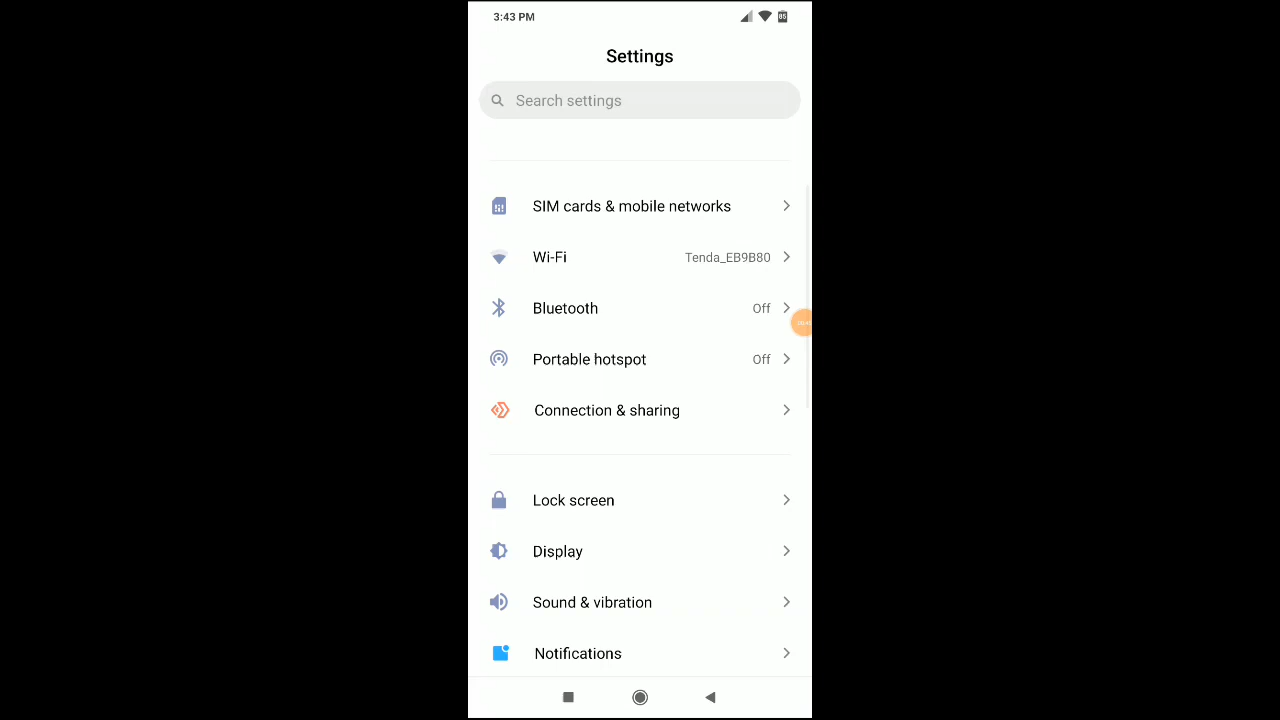 3:43 PM
85
Settings
Search settings
SIM cards & mobile networks
Wi-Fi Tenda_EB9B80
Bluetooth Off
Portable hotspot Off
Connection & sharing
Lock screen
Display
Sound & vibration
Notifications